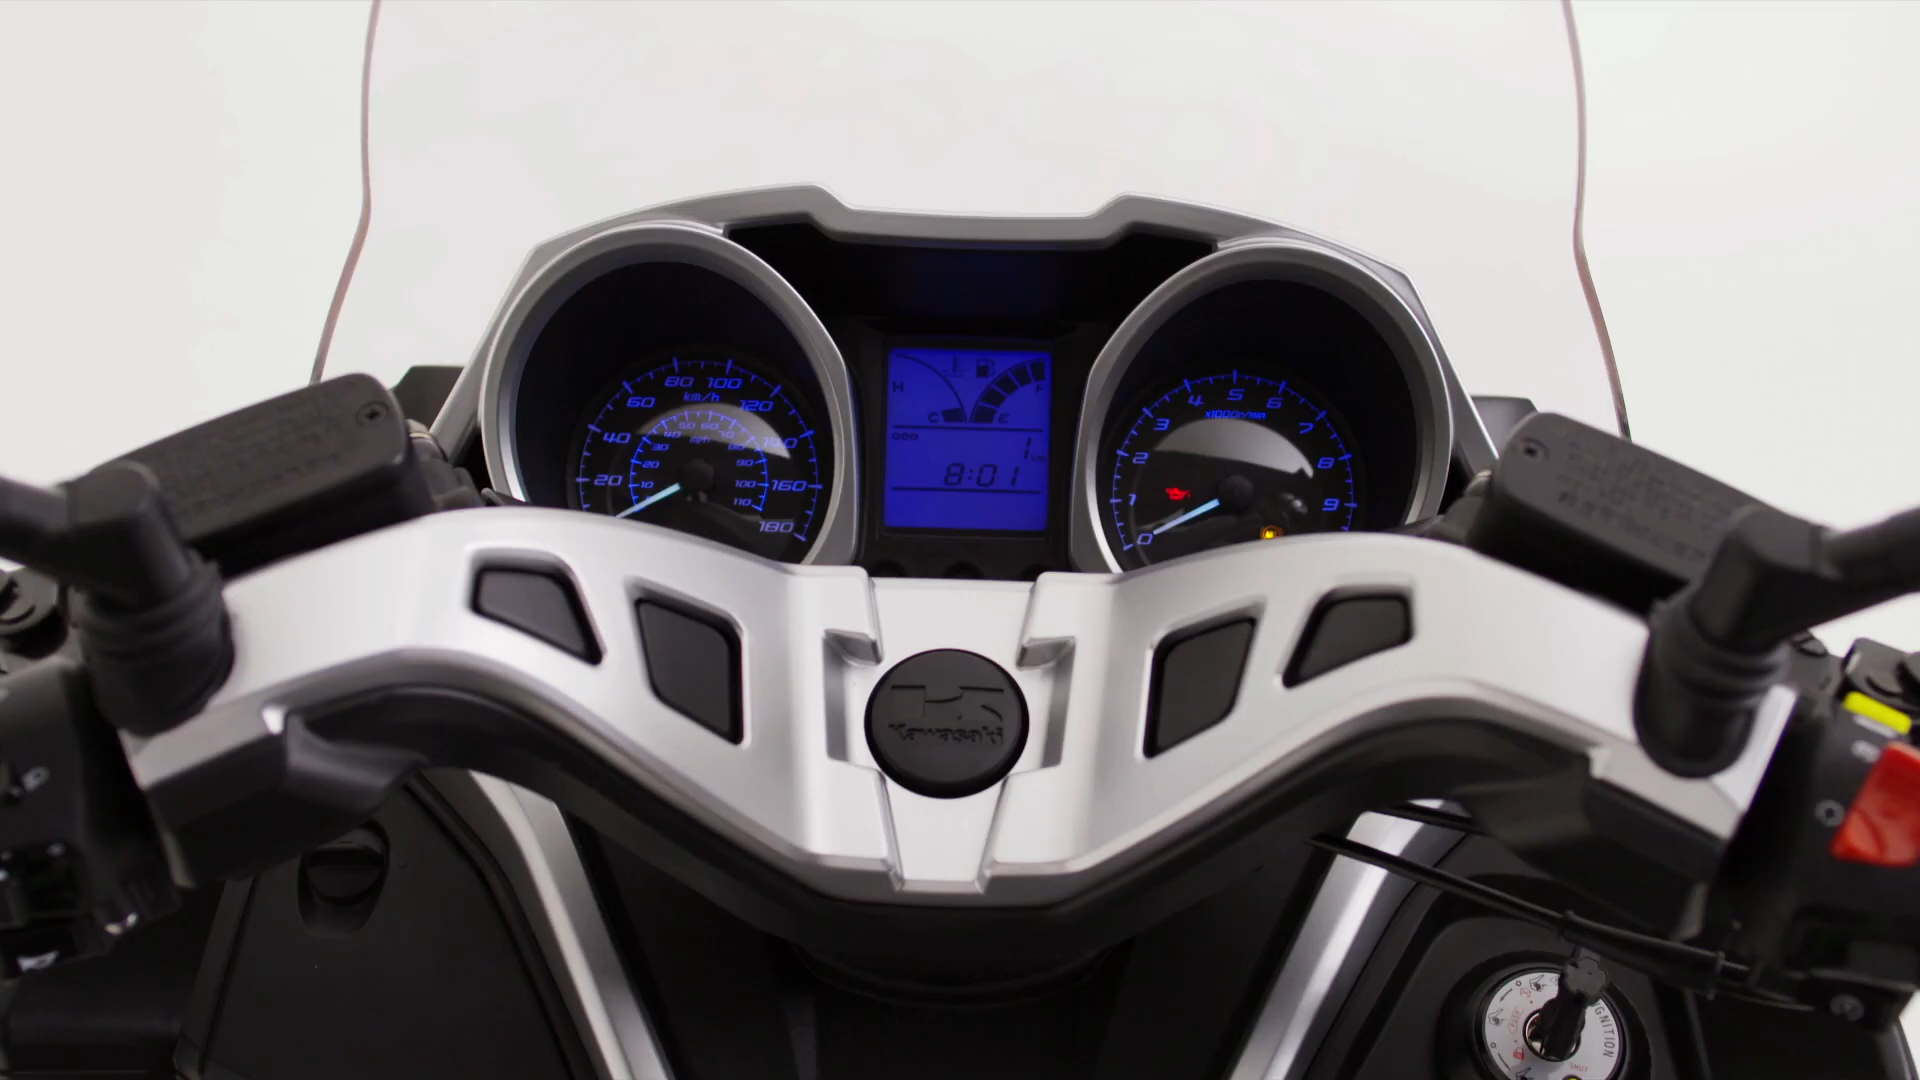 80 100
km/h
60 120
50 60
40 mph 70
40 30 80 140
20 90
20 10 100 160
110
180
H F
C E
ODO
1 km
8:01
5
4 6
x1000r/min
3 7
2 8
1 9
0
Kawasaki
IGNITION